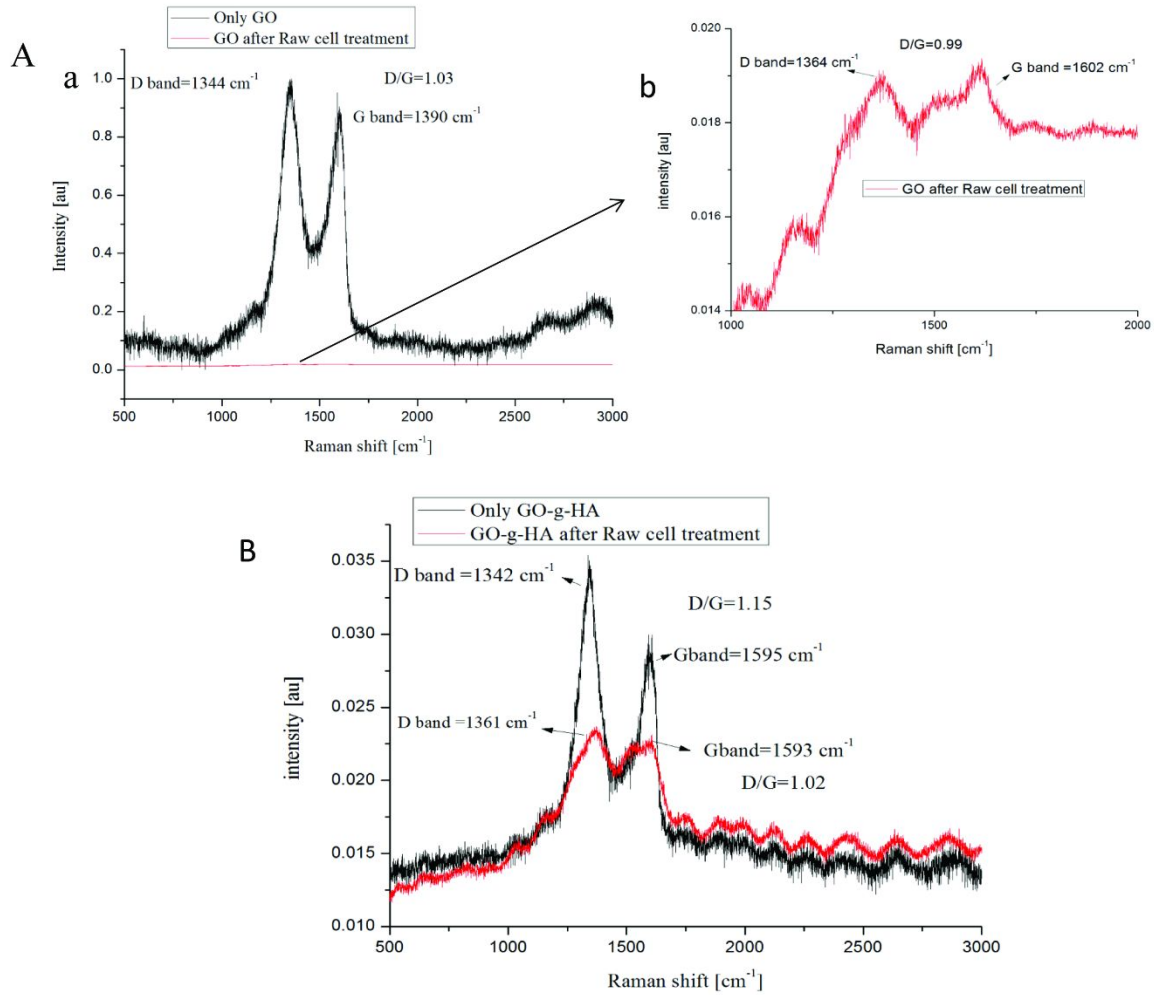 A
a
Only GO
GO after Raw cell treatment
D band=1344 cm-1
D/G=1.03
G band=1390 cm-1
1.0
0.8
0.6
0.4
0.2
0.0
Intensity [au]
500
1000
1500
2000
2500
3000
Raman shift [cm-1]
b
D/G=0.99
D band=1364 cm-1
G band =1602 cm-1
GO after Raw cell treatment
0.020
0.018
0.016
0.014
intensity [au]
1000
1500
2000
Raman shift [cm-1]
B
Only GO-g-HA
GO-g-HA after Raw cell treatment
D band =1342 cm-1
D/G=1.15
Gband=1595 cm-1
D band =1361 cm-1
Gband=1593 cm-1
D/G=1.02
0.035
0.030
0.025
0.020
0.015
0.010
intensity [au]
500
1000
1500
2000
2500
3000
Raman shift [cm-1]